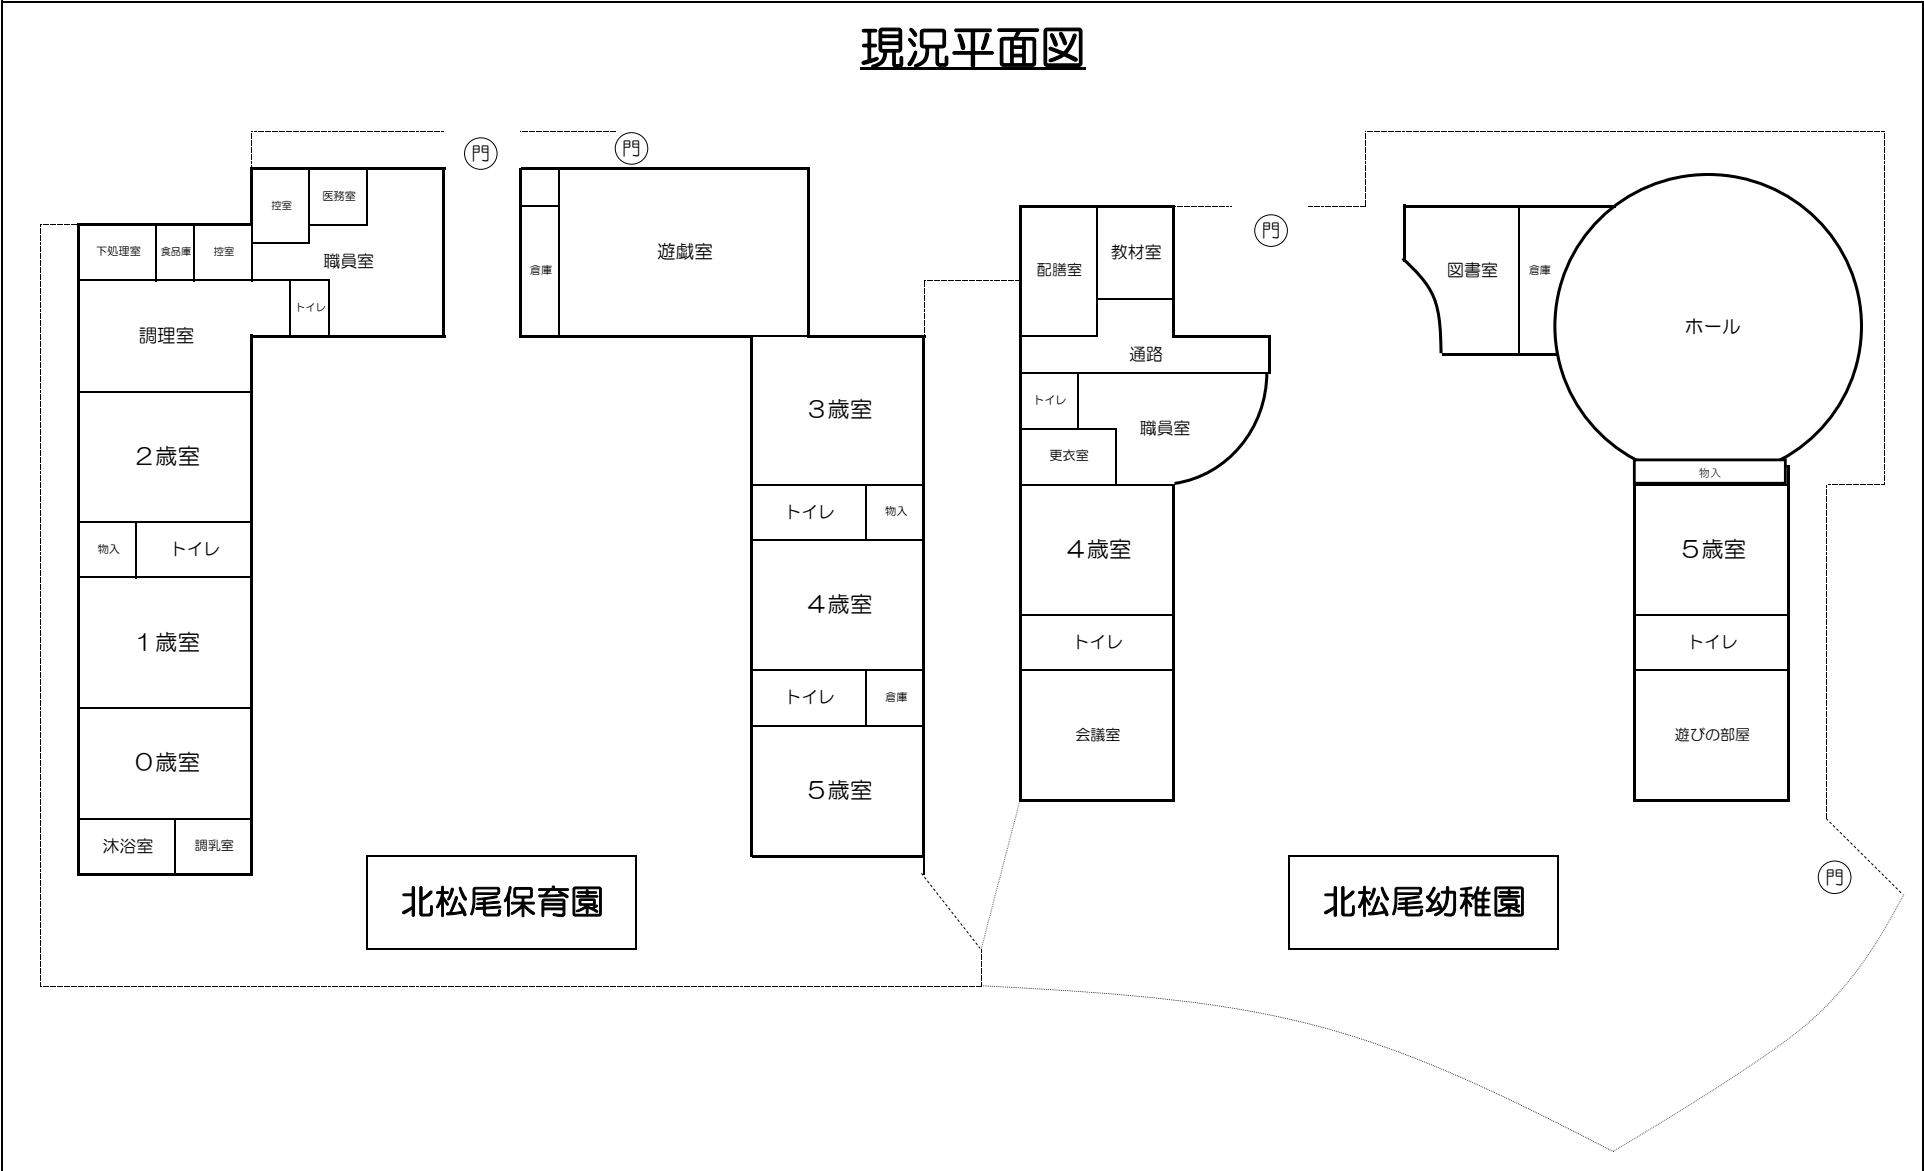 現況平面図
門
門
控室
医務室
職員室
下処理室
食品庫
控室
トイレ
調理室
２歳室
物入
トイレ
１歳室
０歳室
沐浴室
調乳室
倉庫
遊戯室
３歳室
トイレ
物入
４歳室
トイレ
倉庫
５歳室
北松尾保育園
門
配膳室
教材室
通路
トイレ
職員室
更衣室
４歳室
トイレ
会議室
図書室
倉庫
ホール
物入
５歳室
トイレ
遊びの部屋
門
北松尾幼稚園